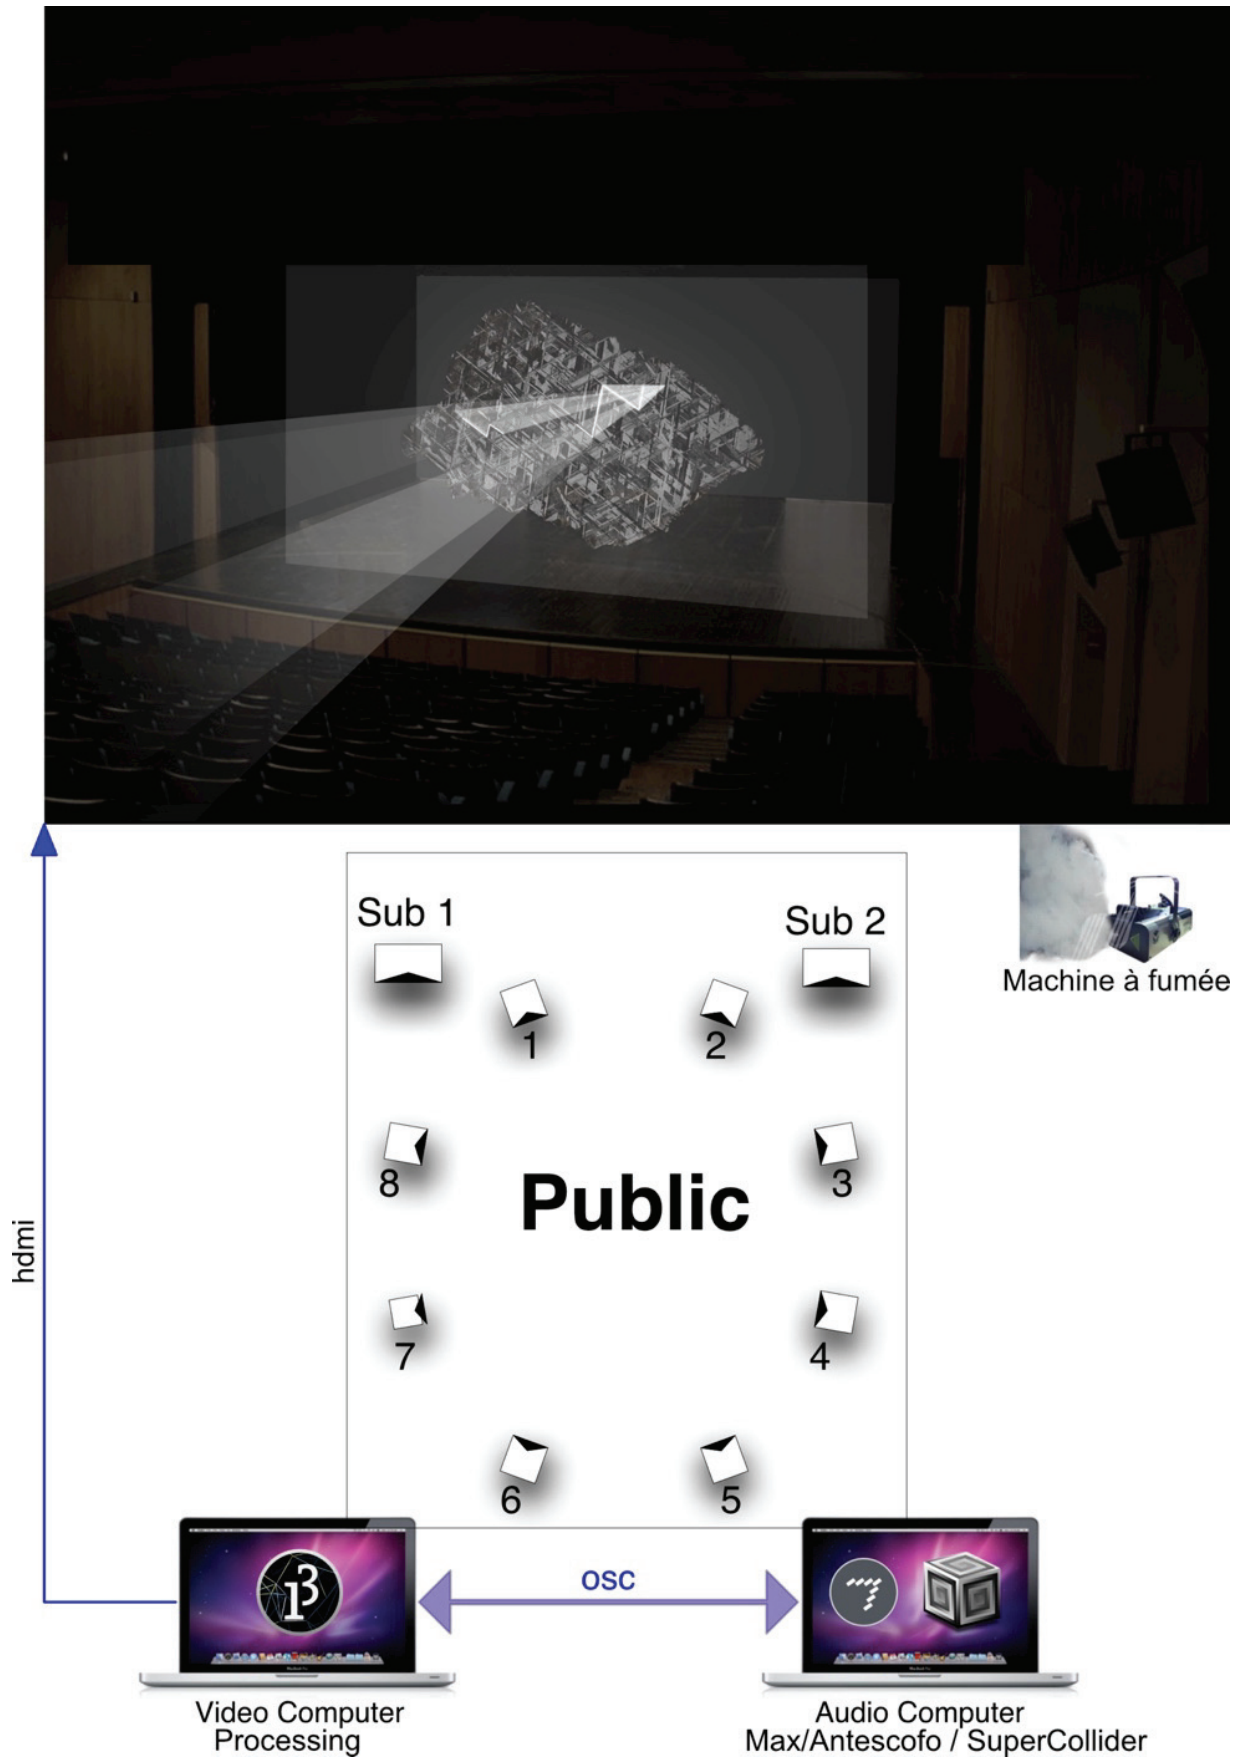 Sub 1
Sub 2
Machine à fumée
1
2
8
3
Public
hdmi
7
4
6
5
osc
Video Computer
Processing
Audio Computer
Max/Antescofo / SuperCollider